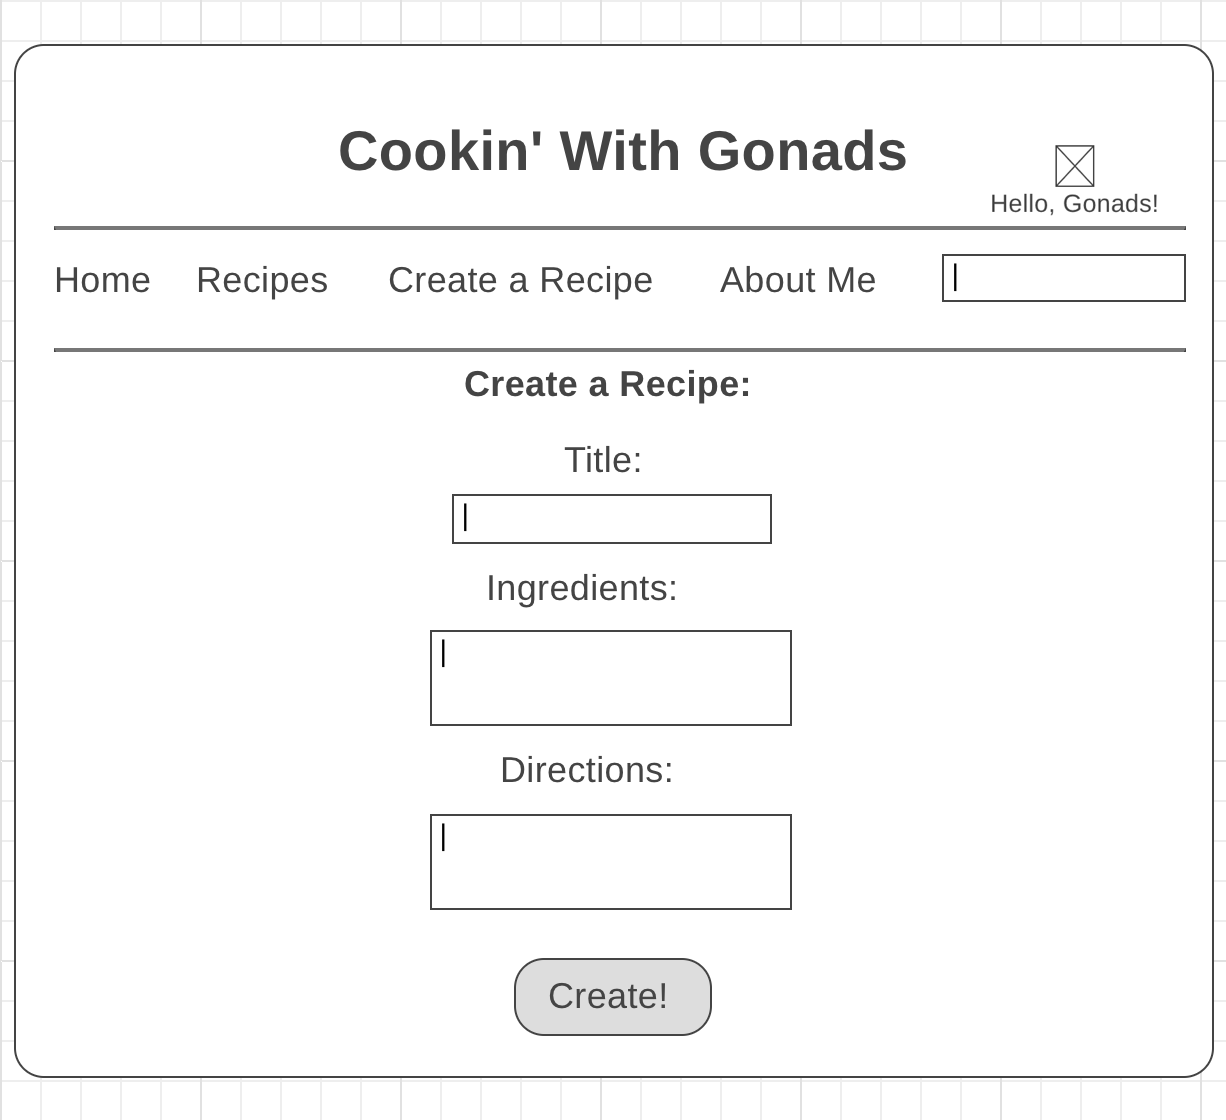 Cookin' With Gonads
Hello, Gonads!
Home Recipes Create a Recipe About Me
Create a Recipe:
Title:
Ingredients:
Directions:
Create!